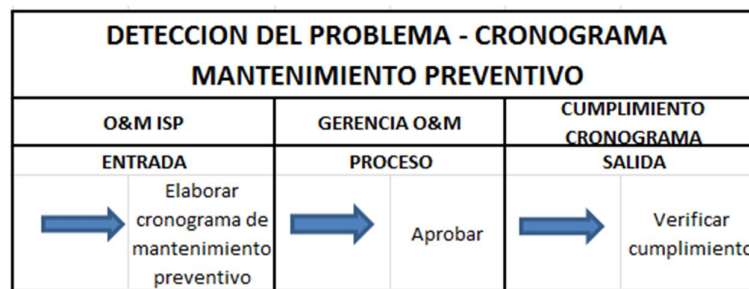 DETECCION DEL PROBLEMA - CRONOGRAMA
MANTENIMIENTO PREVENTIVO
O&M ISP
GERENCIA O&M
CUMPLIMIENTO
CRONOGRAMA
ENTRADA
PROCESO
SALIDA
Elaborar
cronograma de
mantenimiento
preventivo
Aprobar
Verificar
cumplimiento